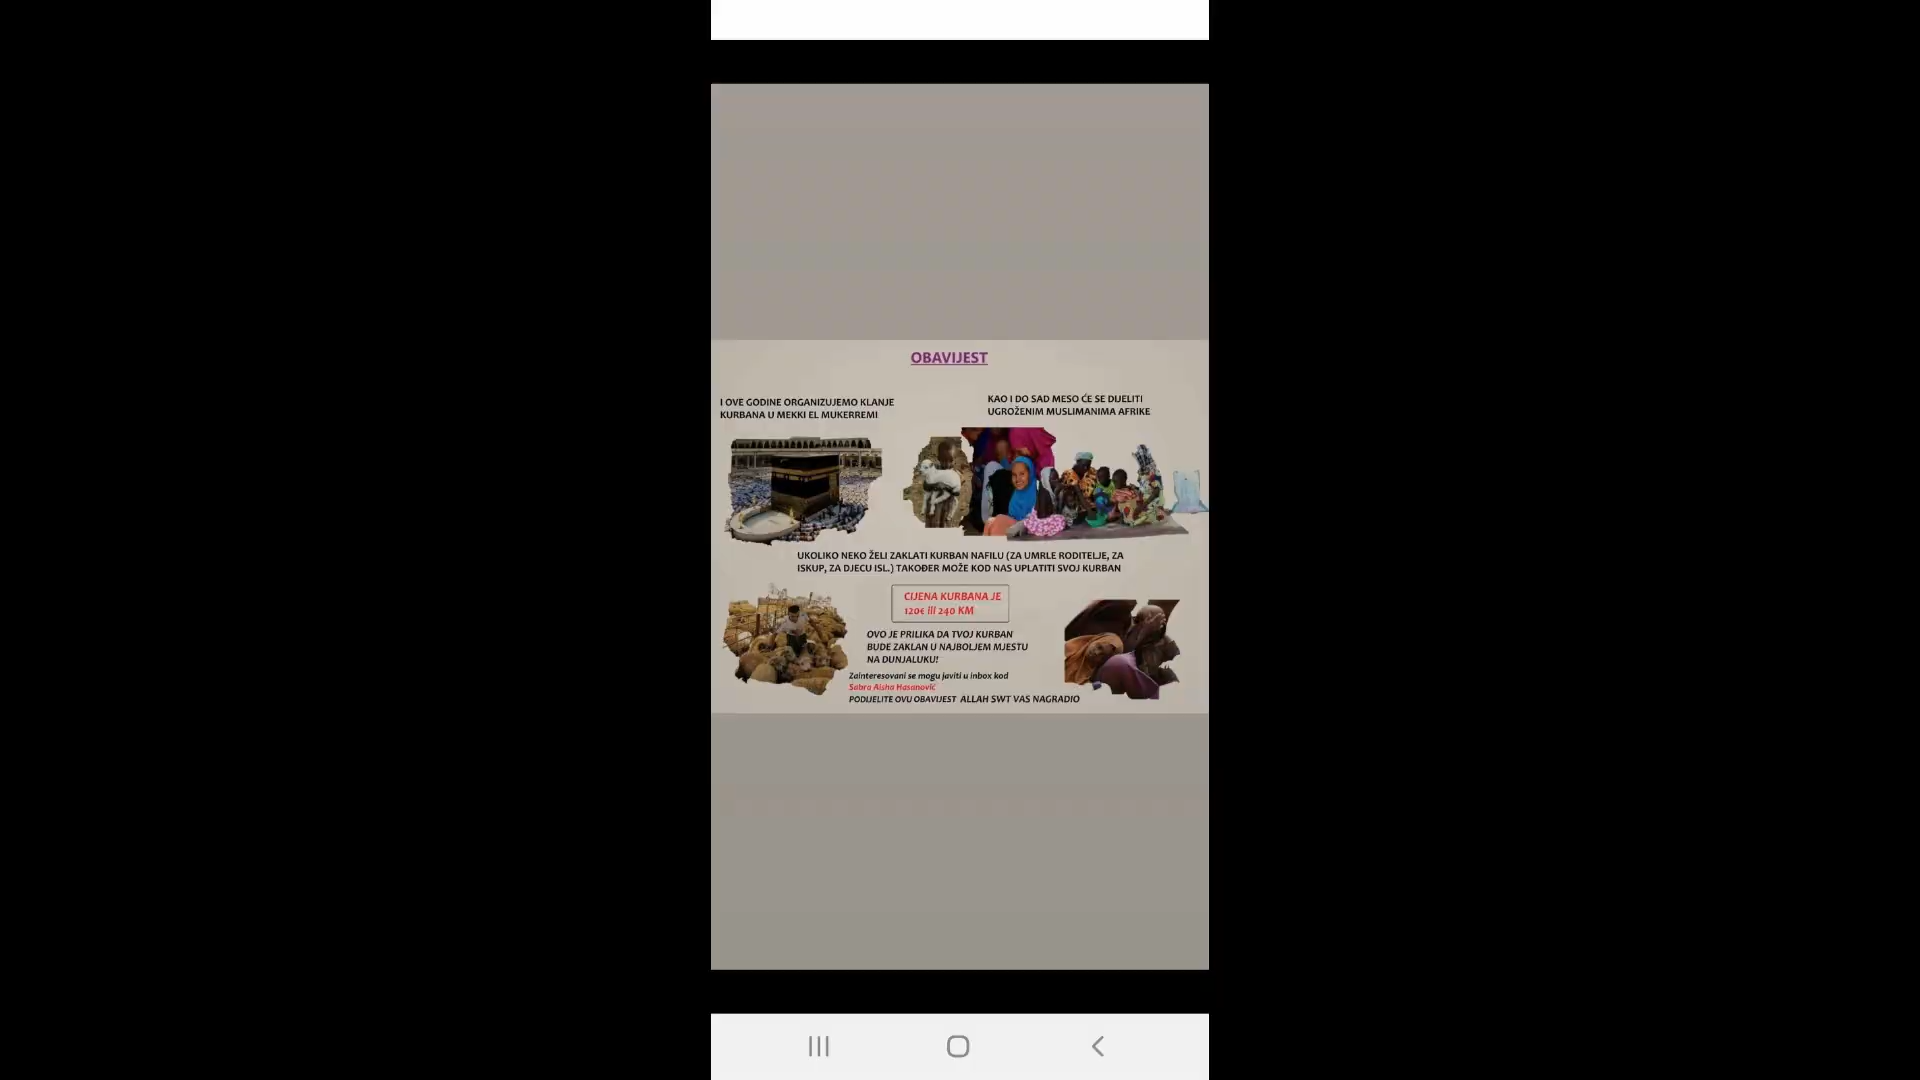 OBAVIJEST
I OVE GODINE ORGANIZUJEMO KLANJE
KURBANA U MEKKI EL MUKERREMI
KAO I DO SAD MESO ĆE SE DIJELITI
UGROŽENIM MUSLIMANIMA AFRIKE
UKOLIKO NEKO ŽELI ZAKLATI KURBAN NAFILU (ZA UMRLE RODITELJE, ZA
ISKUP, ZA DJECU ISL.) TAKOĐER MOŽE KOD NAS UPLATITI SVOJ KURBAN
CIJENA KURBANA JE
120€ ili 240 KM
OVO JE PRILIKA DA TVOJ KURBAN
BUDE ZAKLAN U NAJBOLJEM MJESTU
NA DUNJALUKU!
Zainteresovani se mogu javiti u inbox kod
Sabra Aisha Hasanović
PODIJELITE OVU OBAVIJEST ALLAH SWT VAS NAGRADIO